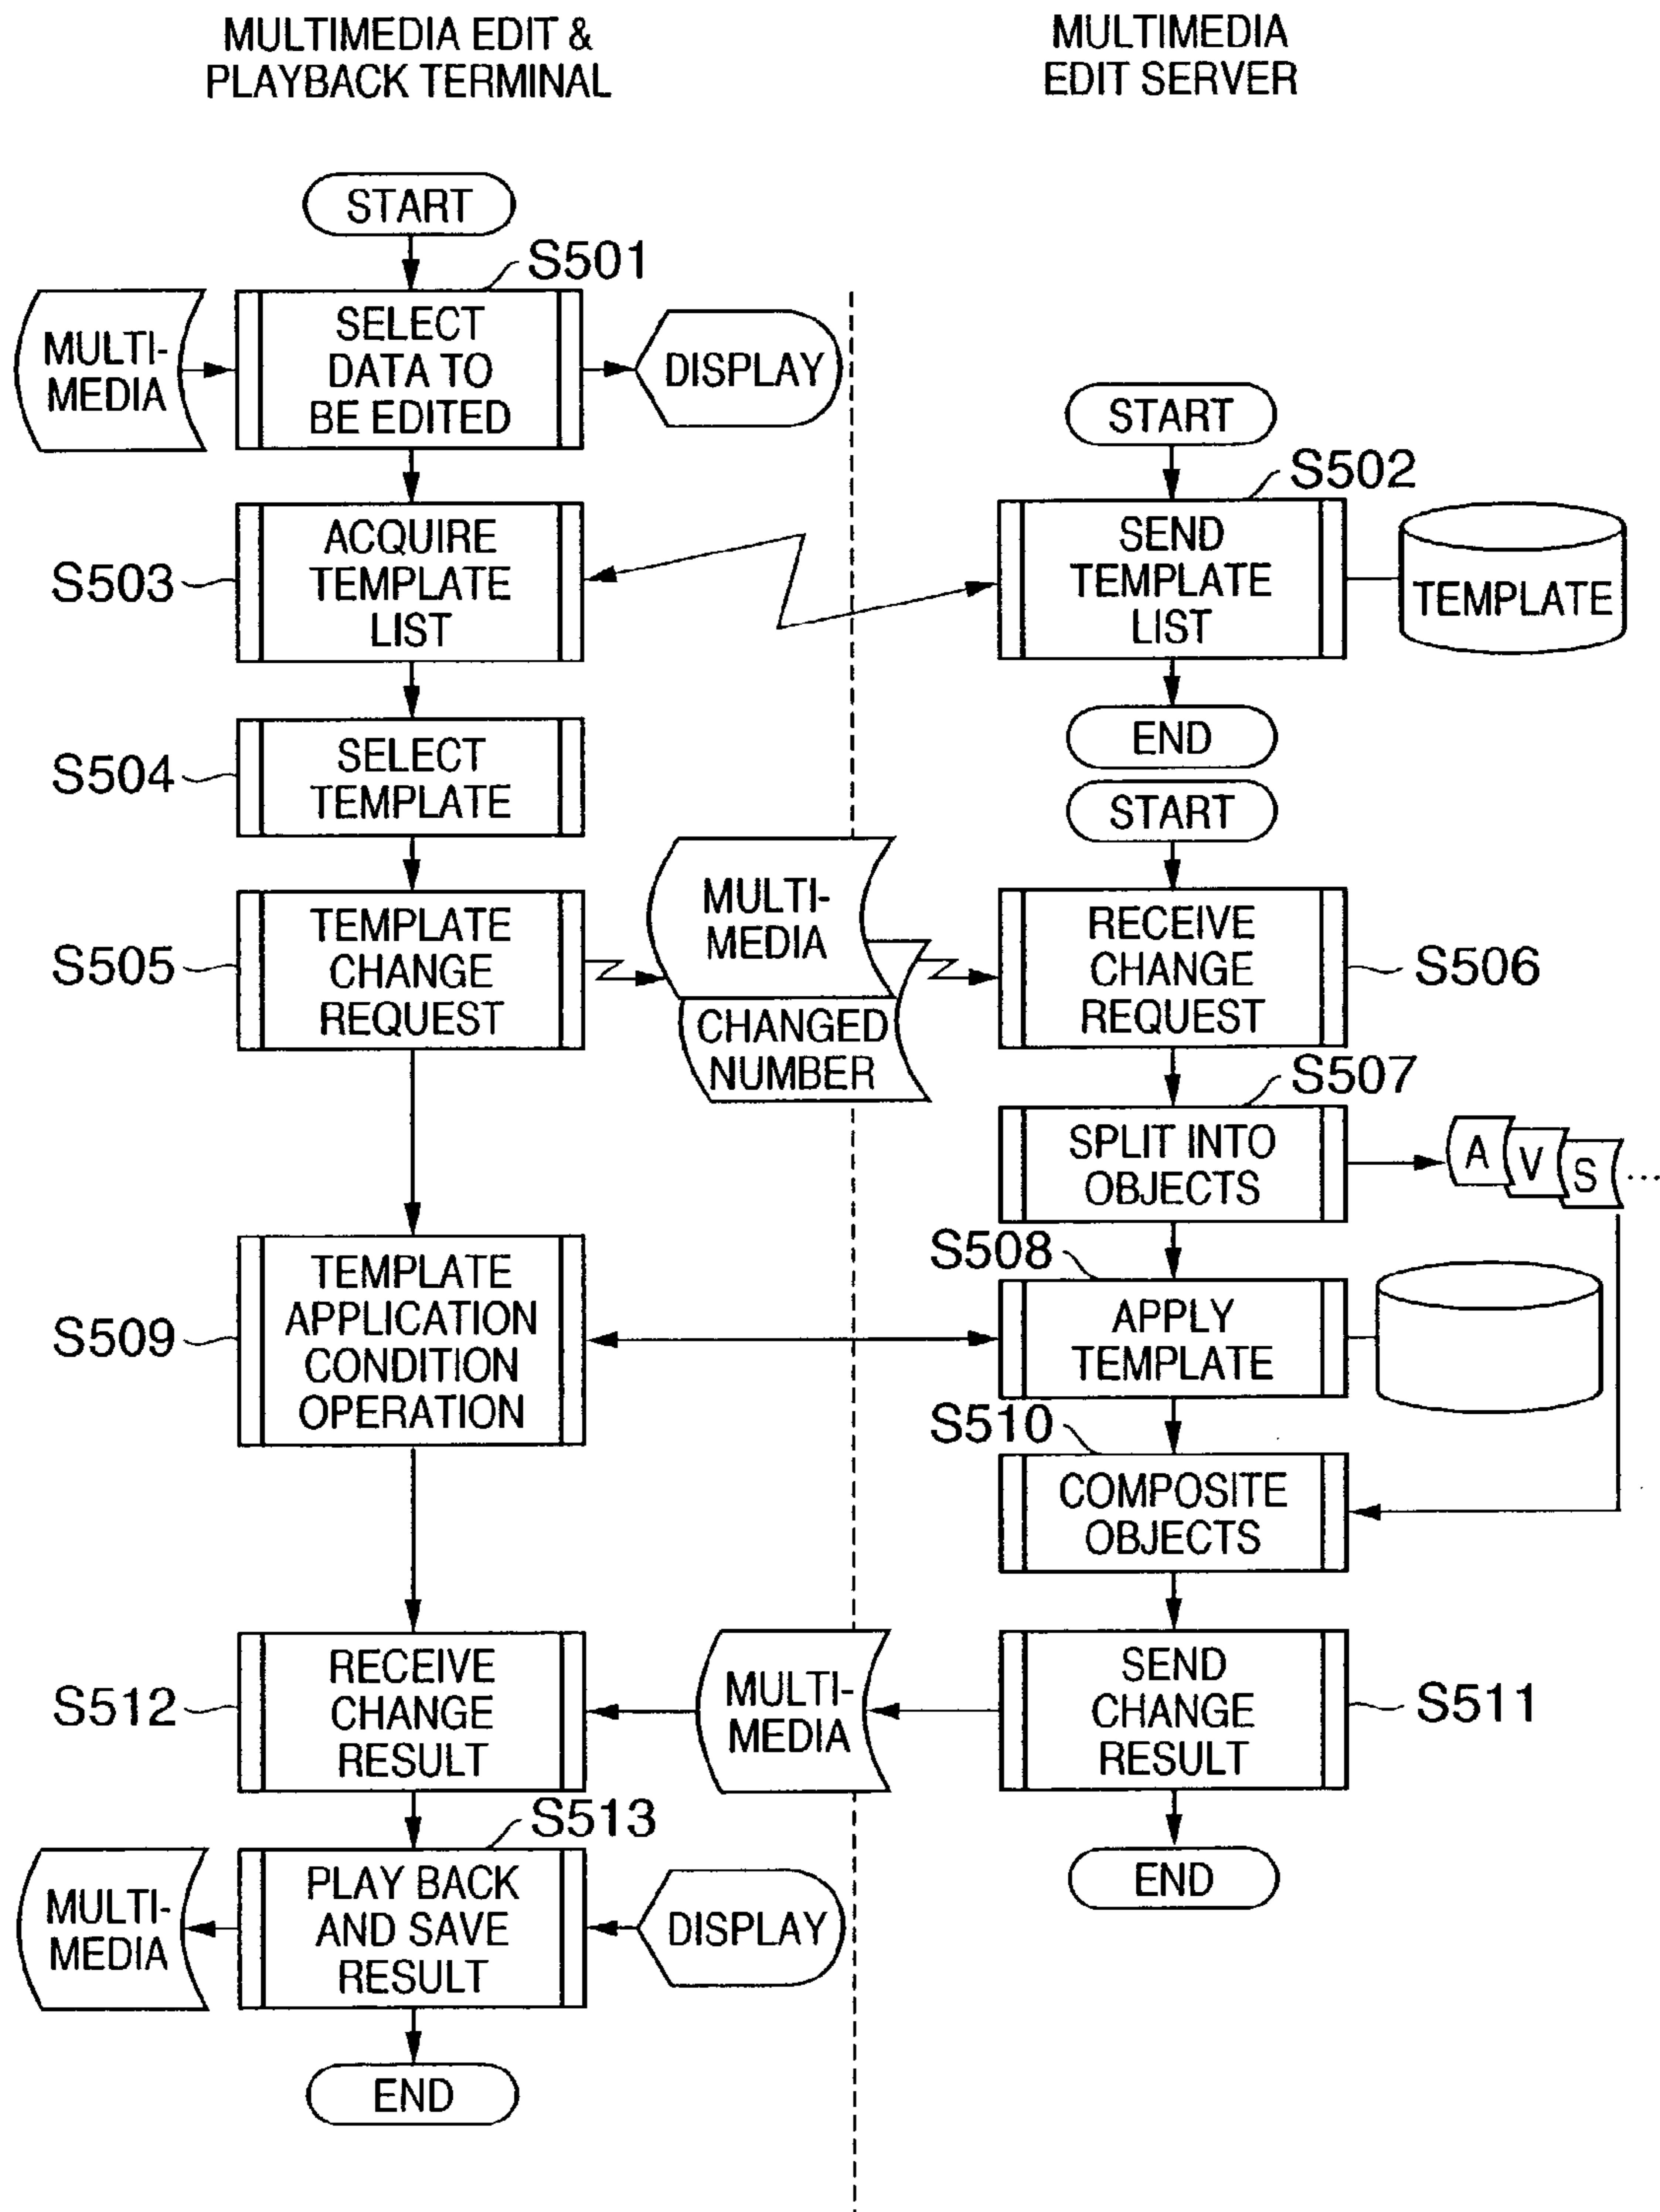 MULTIMEDIA EDIT &
PLAYBACK TERMINAL
MULTIMEDIA
EDIT SERVER
START
S501
MULTI-
MEDIA
SELECT
DATA TO
BE EDITED
DISPLAY
START
S502
S503
ACQUIRE
TEMPLATE
LIST
SEND
TEMPLATE
LIST
TEMPLATE
S504
SELECT
TEMPLATE
END
START
S505
TEMPLATE
CHANGE
REQUEST
MULTI-
MEDIA
CHANGED
NUMBER
RECEIVE
CHANGE
REQUEST
S506
S507
SPLIT INTO
OBJECTS
A
V
S
...
S508
S509
TEMPLATE
APPLICATION
CONDITION
OPERATION
APPLY
TEMPLATE
S510
COMPOSITE
OBJECTS
S512
RECEIVE
CHANGE
RESULT
MULTI-
MEDIA
SEND
CHANGE
RESULT
S511
S513
MULTI-
MEDIA
PLAY BACK
AND SAVE
RESULT
DISPLAY
END
END